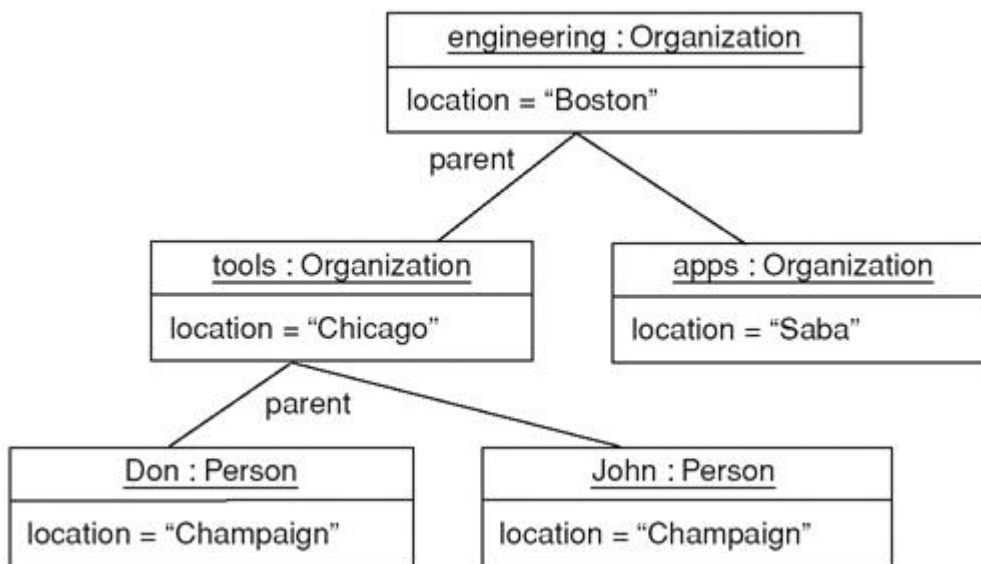 engineering : Organization
location = “Boston”
parent
tools : Organization
location = “Chicago”
apps : Organization
location = “Saba”
parent
Don : Person
location = “Champaign”
John : Person
location = “Champaign”